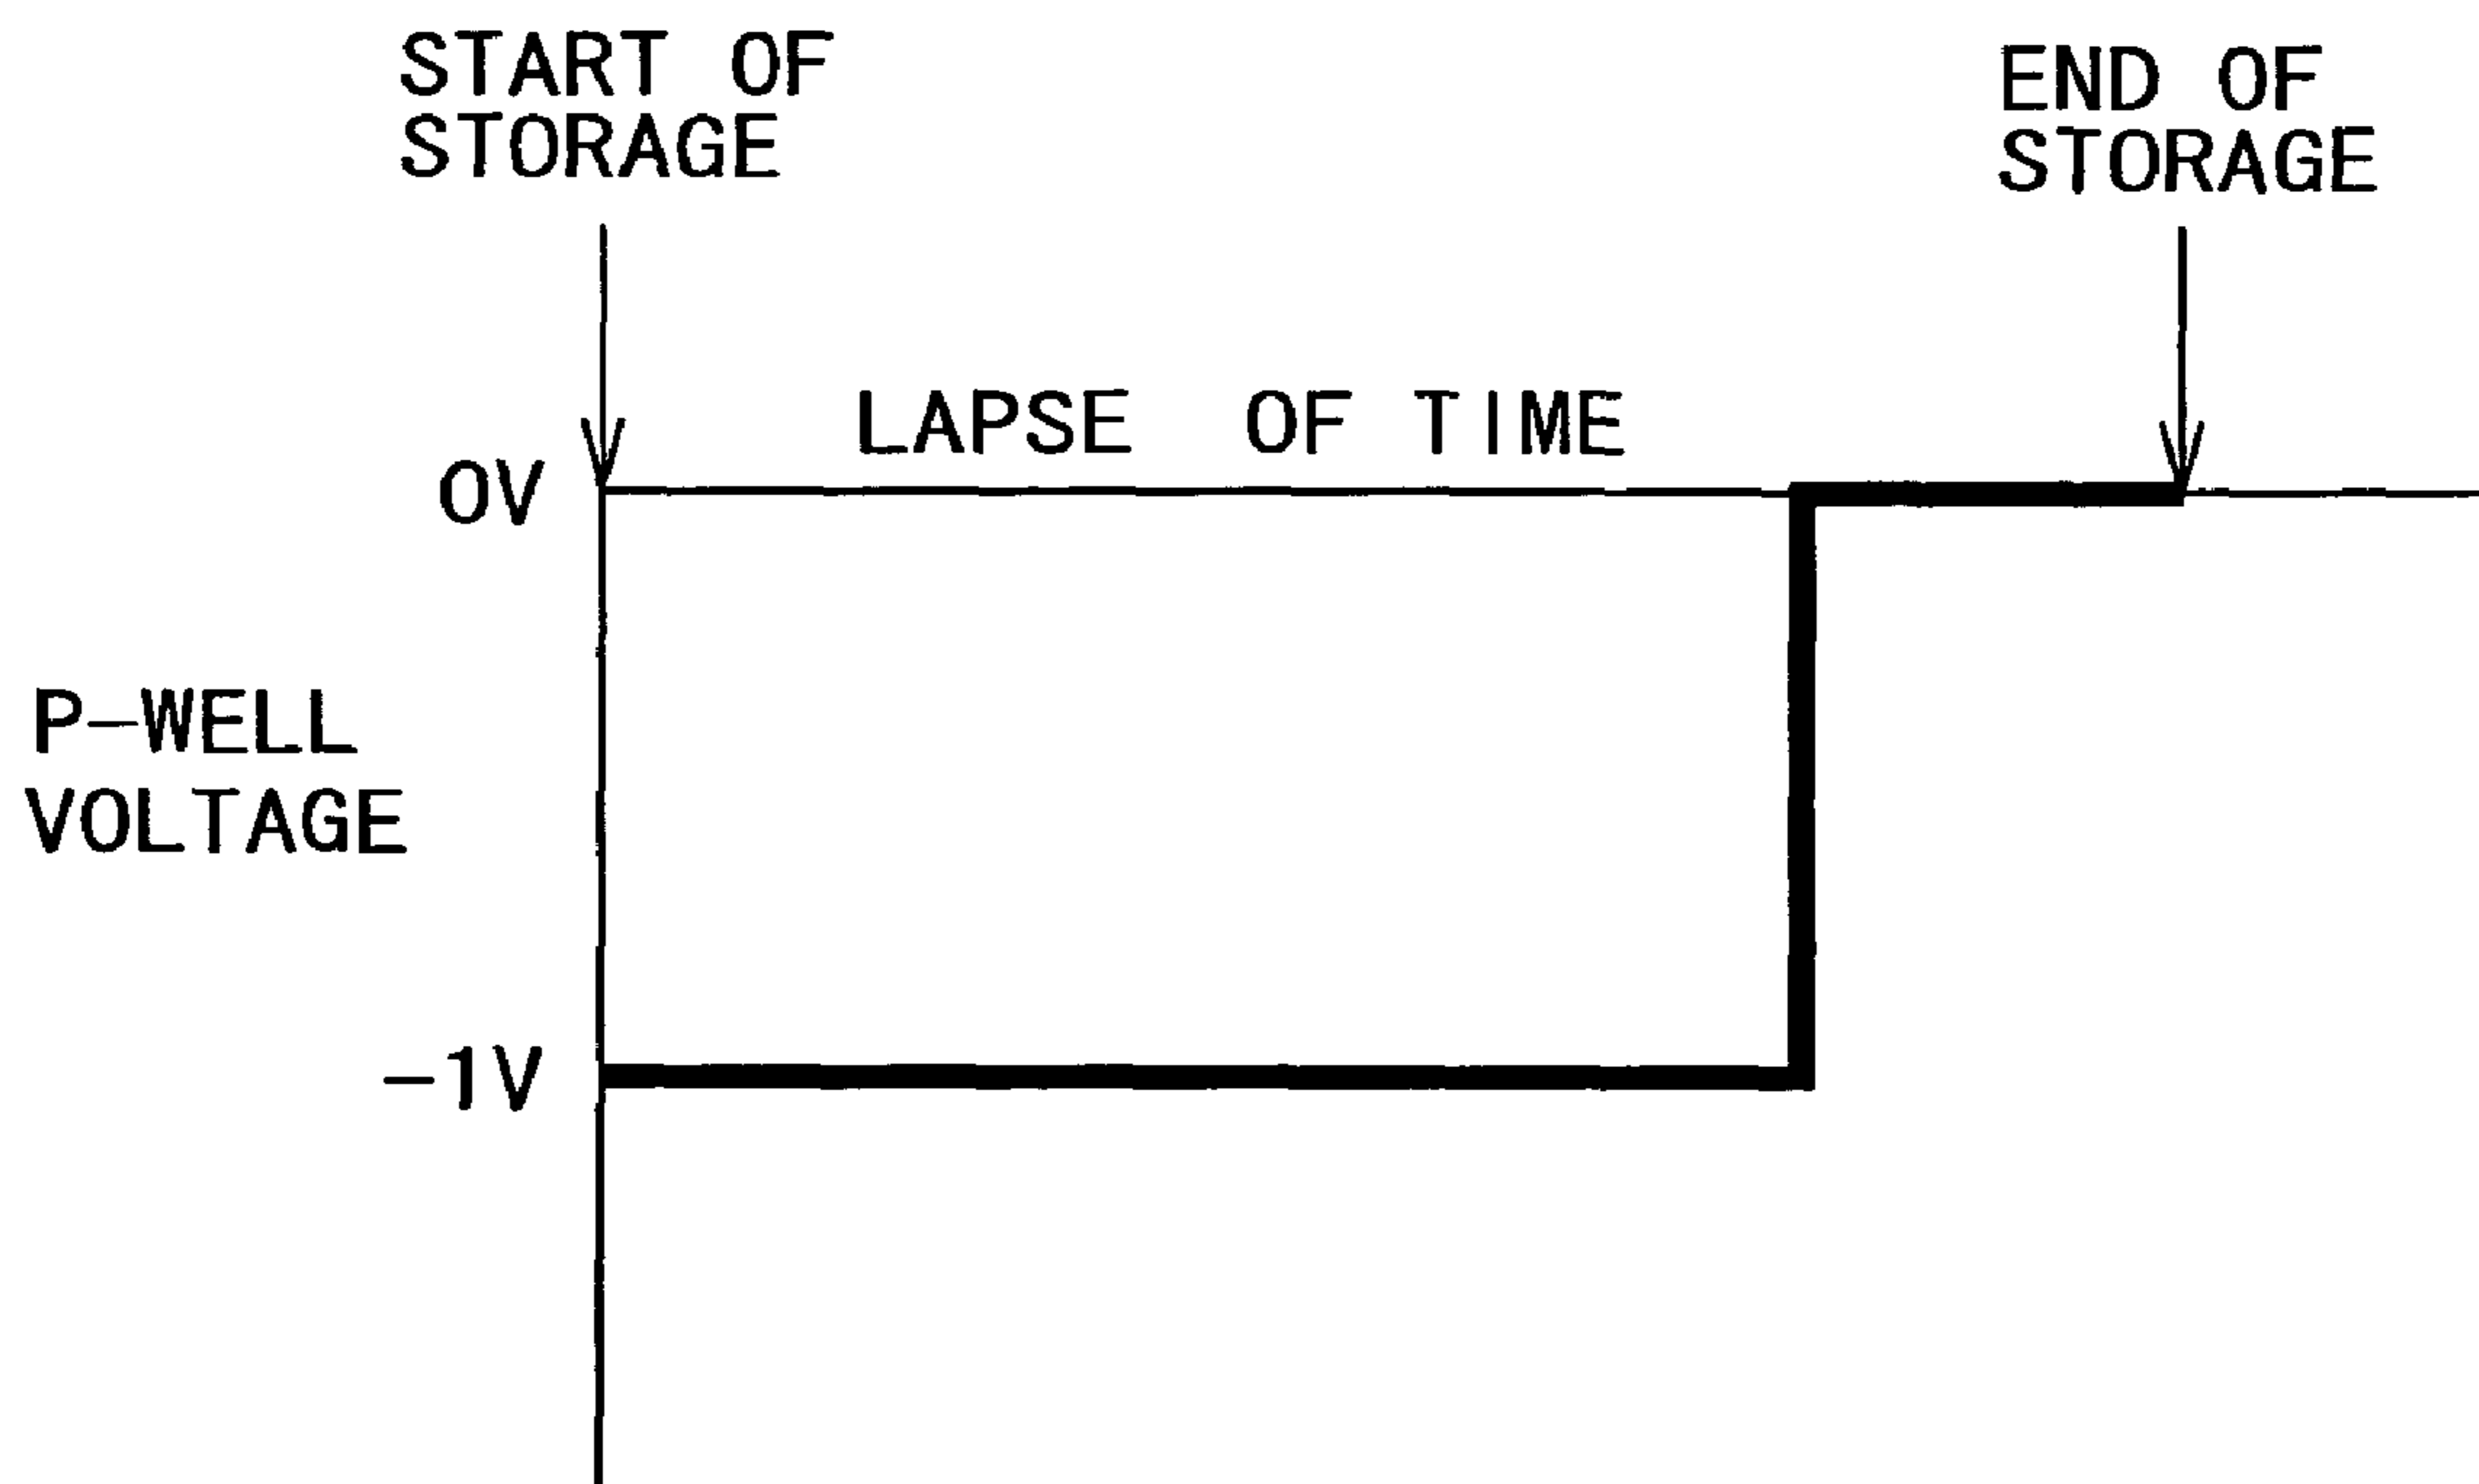 START OF
STORAGE
END OF
STORAGE
LAPSE OF TIME
0V
P-WELL
VOLTAGE
-1V